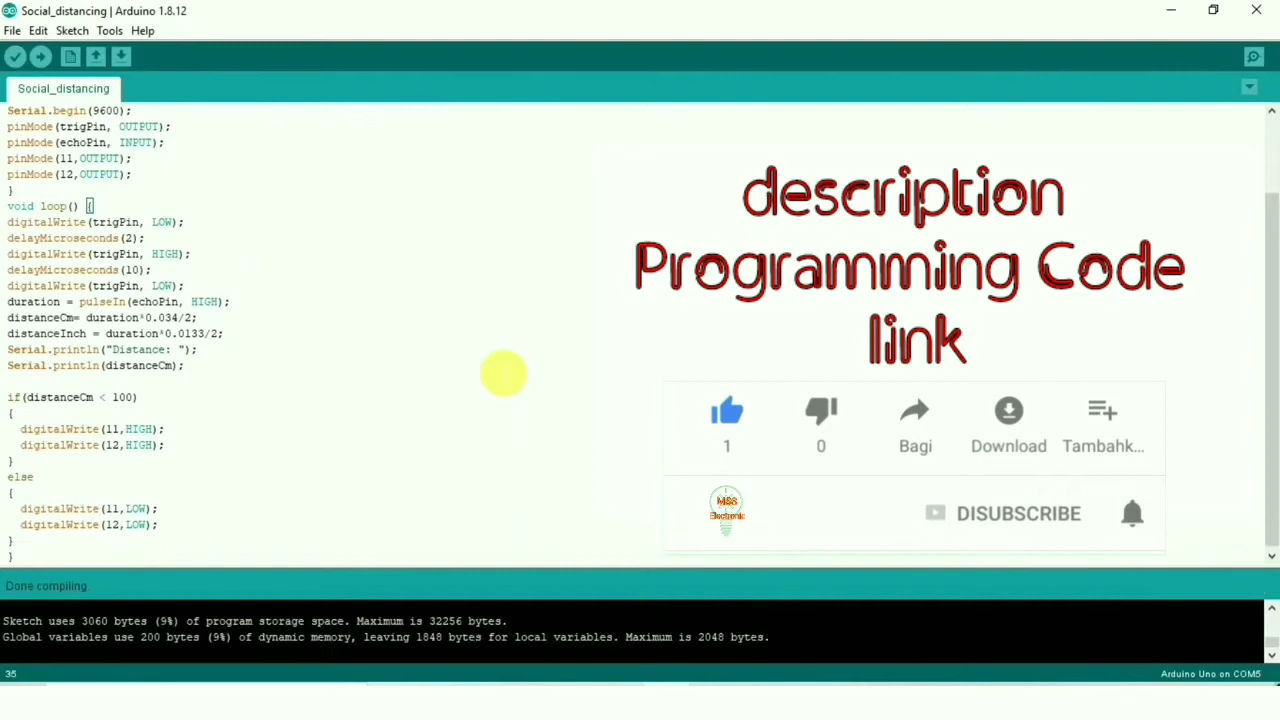 Social_distancing | Arduino 1.8.12
File Edit Sketch Tools Help
Social_distancing
Serial.begin(9600);
pinMode(trigPin, OUTPUT);
pinMode(echoPin, INPUT);
pinMode(11,OUTPUT);
pinMode(12,OUTPUT);
}
void loop() {
digitalWrite(trigPin, LOW);
delayMicroseconds(2);
digitalWrite(trigPin, HIGH);
delayMicroseconds(10);
digitalWrite(trigPin, LOW);
duration = pulseIn(echoPin, HIGH);
distanceCm= duration*0.034/2;
distanceInch = duration*0.0133/2;
Serial.println("Distance: ");
Serial.println(distanceCm);
if(distanceCm < 100)
{
digitalWrite(11,HIGH);
digitalWrite(12,HIGH);
}
else
{
digitalWrite(11,LOW);
digitalWrite(12,LOW);
}
}
description
Programming Code
link
1 0 Bagi Download Tambahk...
MSS
Electronic
DISUBSCRIBE
Done compiling.
Sketch uses 3060 bytes (9%) of program storage space. Maximum is 32256 bytes.
Global variables use 200 bytes (9%) of dynamic memory, leaving 1848 bytes for local variables. Maximum is 2048 bytes.
35
Arduino Uno on COM5